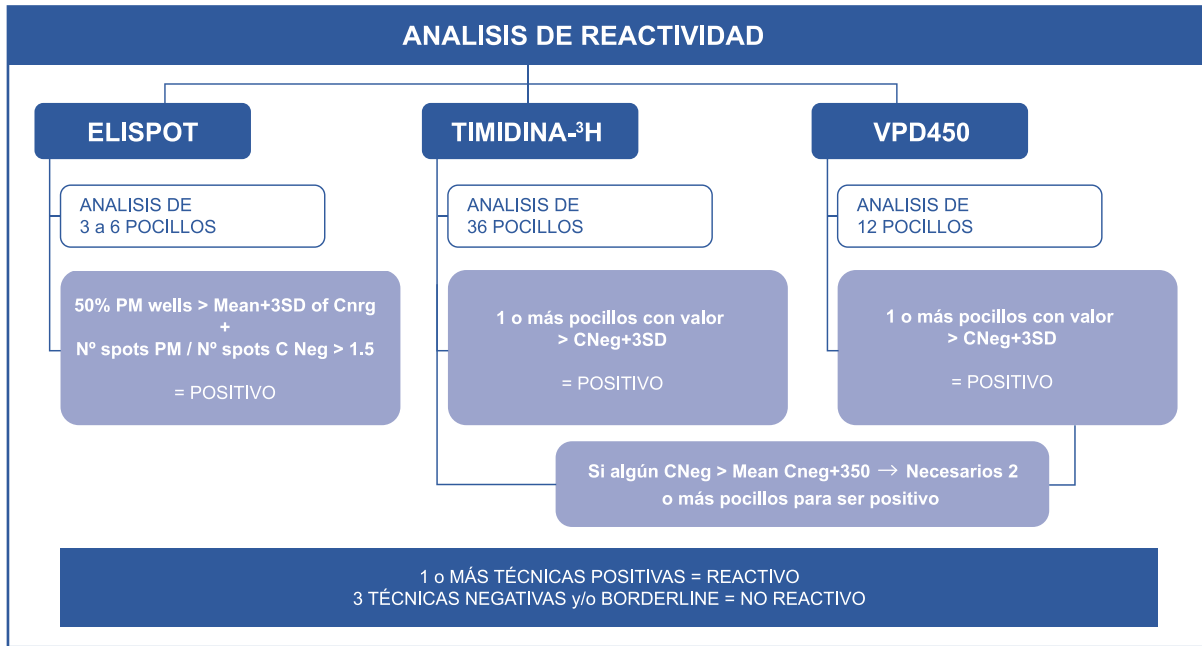 ANALISIS DE REACTIVIDAD
ELISPOT
ANALISIS DE
3 a 6 POCILLOS
50% PM wells > Mean+3SD of Cnrg
+
Nº spots PM / Nº spots C Neg > 1.5
= POSITIVO
TIMIDINA-³H
ANALISIS DE
36 POCILLOS
1 o más pocillos con valor
> CNeg+3SD
= POSITIVO
VPD450
ANALISIS DE
12 POCILLOS
1 o más pocillos con valor
> CNeg+3SD
= POSITIVO
Si algún CNeg > Mean Cneg+350 → Necesarios 2
o más pocillos para ser positivo
1 o MÁS TÉCNICAS POSITIVAS = REACTIVO
3 TÉCNICAS NEGATIVAS y/o BORDERLINE = NO REACTIVO